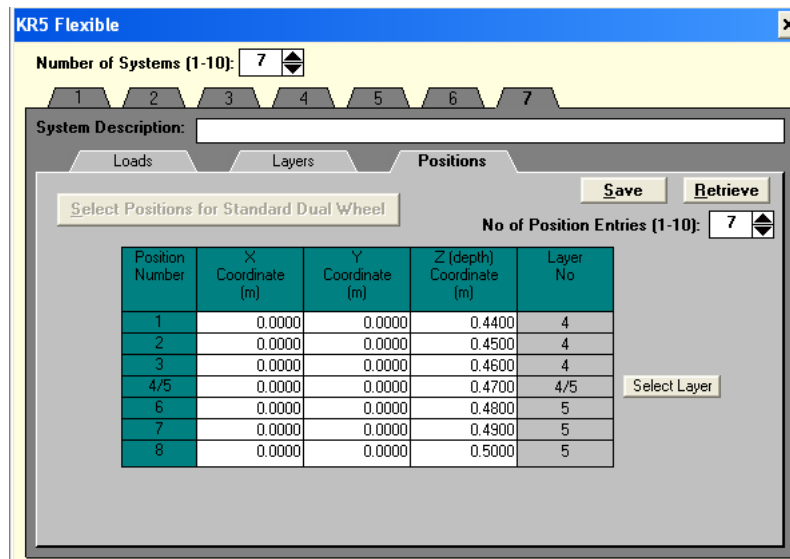 KR5 Flexible
Number of Systems (1-10): 7
1 2 3 4 5 6 7
System Description:
Loads Layers Positions
Save Retrieve
Select Positions for Standard Dual Wheel
No of Position Entries (1-10): 7
Position Number X Coordinate (m) Y Coordinate (m) Z (depth) Coordinate (m) Layer No
1 0.0000 0.0000 0.4400 4
2 0.0000 0.0000 0.4500 4
3 0.0000 0.0000 0.4600 4
4/5 0.0000 0.0000 0.4700 4/5 Select Layer
6 0.0000 0.0000 0.4800 5
7 0.0000 0.0000 0.4900 5
8 0.0000 0.0000 0.5000 5